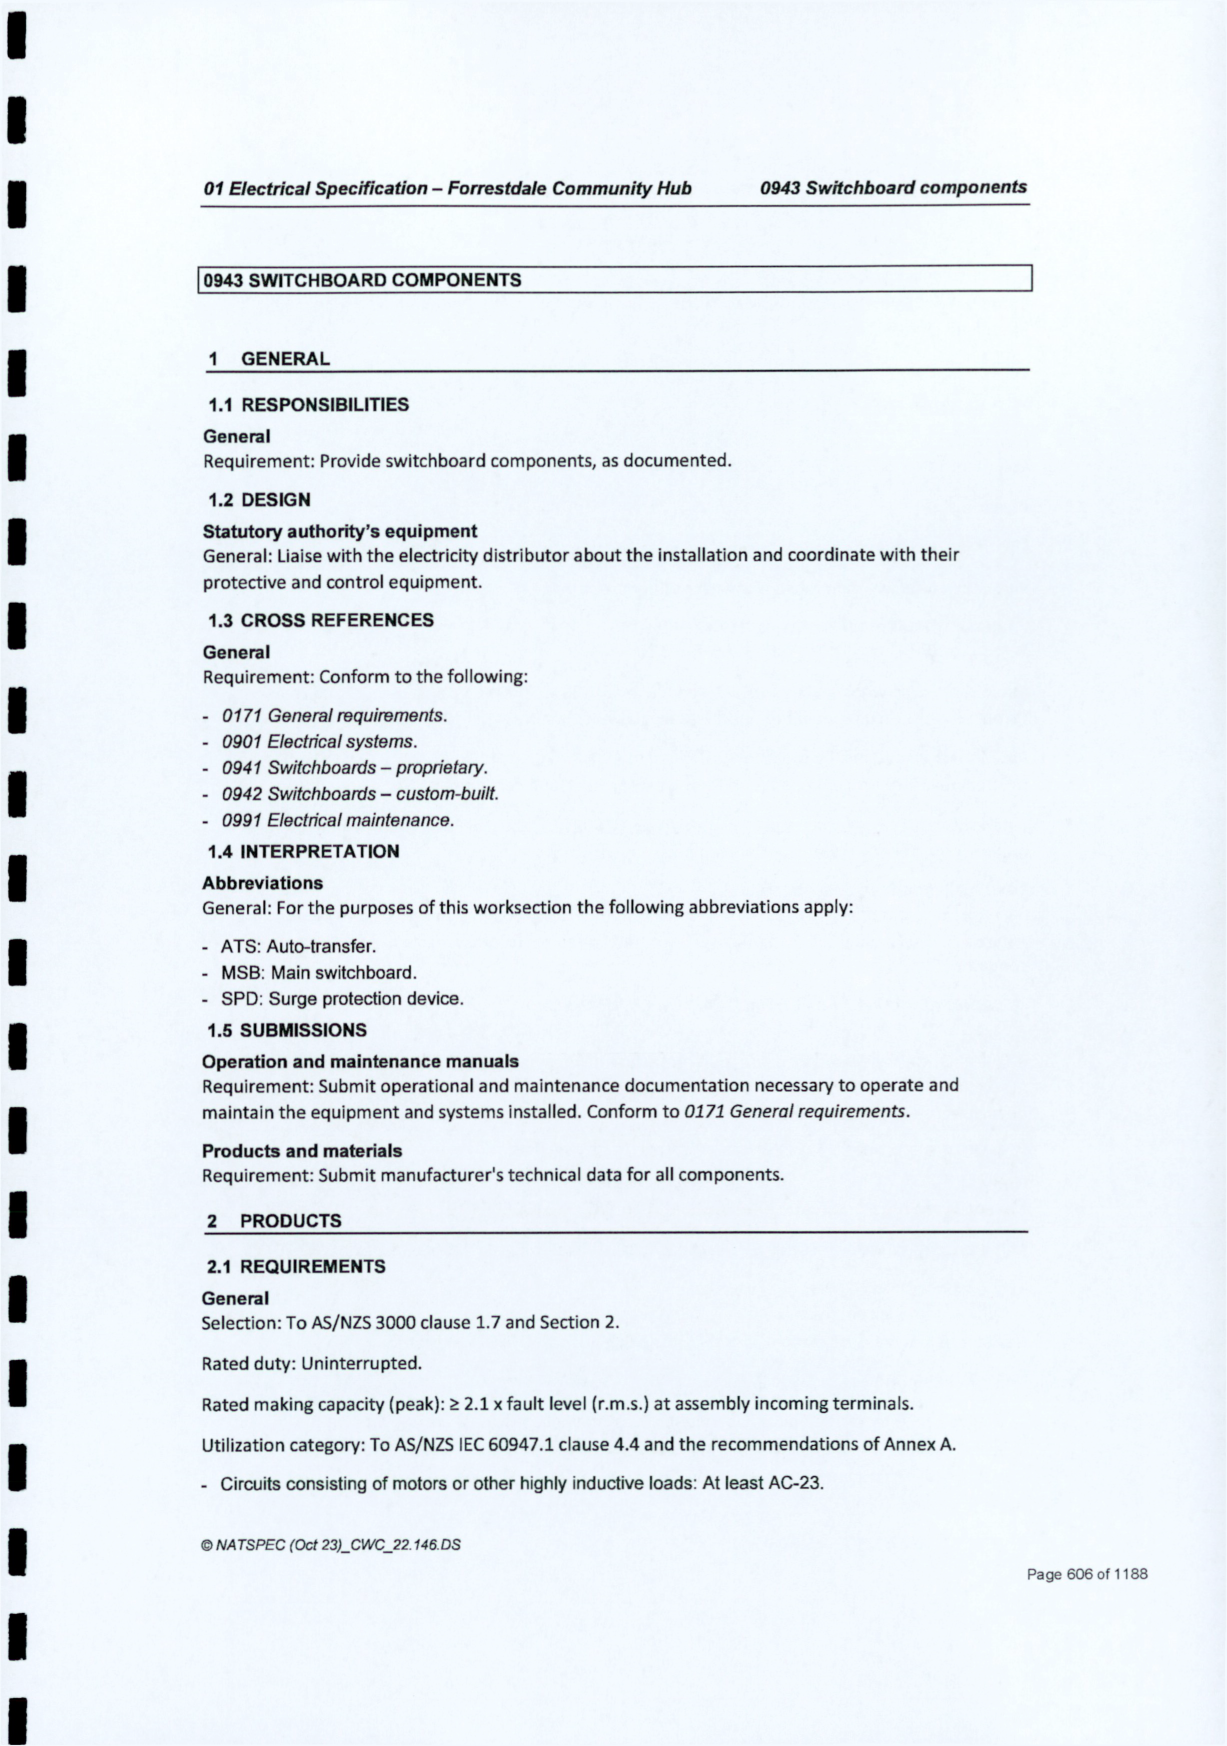 01 Electrical Specification – Forrestdale Community Hub 0943 Switchboard components
0943 SWITCHBOARD COMPONENTS
1 GENERAL
1.1 RESPONSIBILITIES
General
Requirement: Provide switchboard components, as documented.
1.2 DESIGN
Statutory authority's equipment
General: Liaise with the electricity distributor about the installation and coordinate with their
protective and control equipment.
1.3 CROSS REFERENCES
General
Requirement: Conform to the following:
- 0171 General requirements.
- 0901 Electrical systems.
- 0941 Switchboards – proprietary.
- 0942 Switchboards – custom-built.
- 0991 Electrical maintenance.
1.4 INTERPRETATION
Abbreviations
General: For the purposes of this worksection the following abbreviations apply:
- ATS: Auto-transfer.
- MSB: Main switchboard.
- SPD: Surge protection device.
1.5 SUBMISSIONS
Operation and maintenance manuals
Requirement: Submit operational and maintenance documentation necessary to operate and
maintain the equipment and systems installed. Conform to 0171 General requirements.
Products and materials
Requirement: Submit manufacturer's technical data for all components.
2 PRODUCTS
2.1 REQUIREMENTS
General
Selection: To AS/NZS 3000 clause 1.7 and Section 2.
Rated duty: Uninterrupted.
Rated making capacity (peak): ≥ 2.1 x fault level (r.m.s.) at assembly incoming terminals.
Utilization category: To AS/NZS IEC 60947.1 clause 4.4 and the recommendations of Annex A.
- Circuits consisting of motors or other highly inductive loads: At least AC-23.
© NATSPEC (Oct 23)_CWC_22.146.DS
Page 606 of 1188